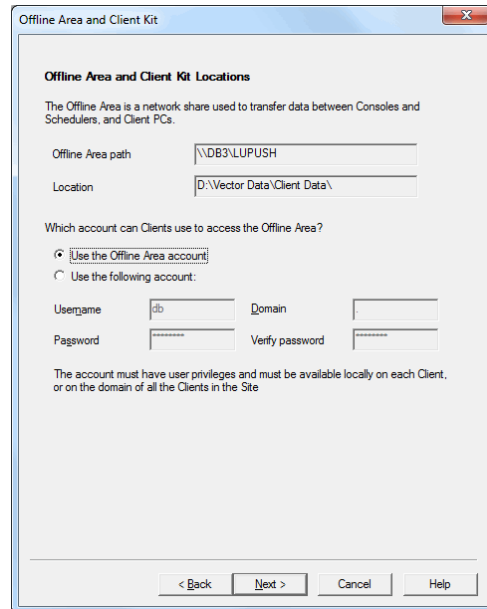 Offline Area and Client Kit
Offline Area and Client Kit Locations
The Offline Area is a network share used to transfer data between Consoles and
Schedulers, and Client PCs.
Offline Area path \\DB3\LUPUSH
Location D:\Vector Data\Client Data\
Which account can Clients use to access the Offline Area?
Use the Offline Area account
Use the following account:
Username db Domain .
Password ******** Verify password ********
The account must have user privileges and must be available locally on each Client,
or on the domain of all the Clients in the Site
< Back Next > Cancel Help